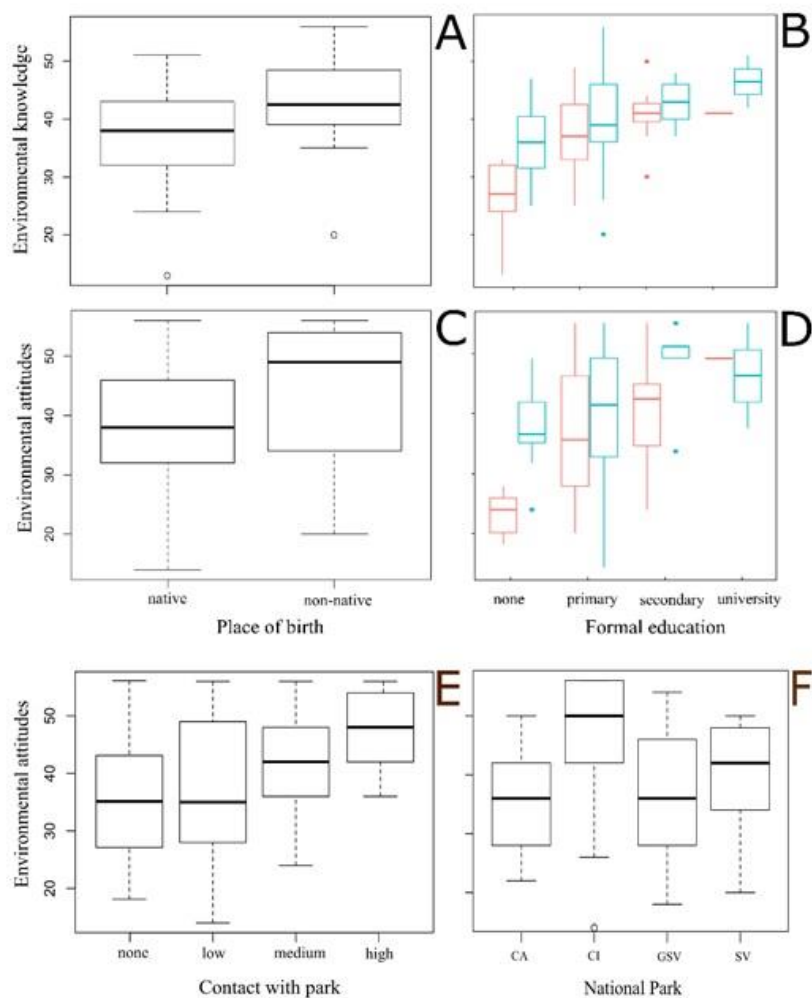 A
B
Environmental knowledge
50
40
30
20
C
D
Environmental attitudes
50
40
30
20
native
non-native
none
primary
secondary
university
Place of birth
Formal education
E
F
Environmental attitudes
50
40
30
20
none
low
medium
high
CA
CI
GSV
SV
Contact with park
National Park